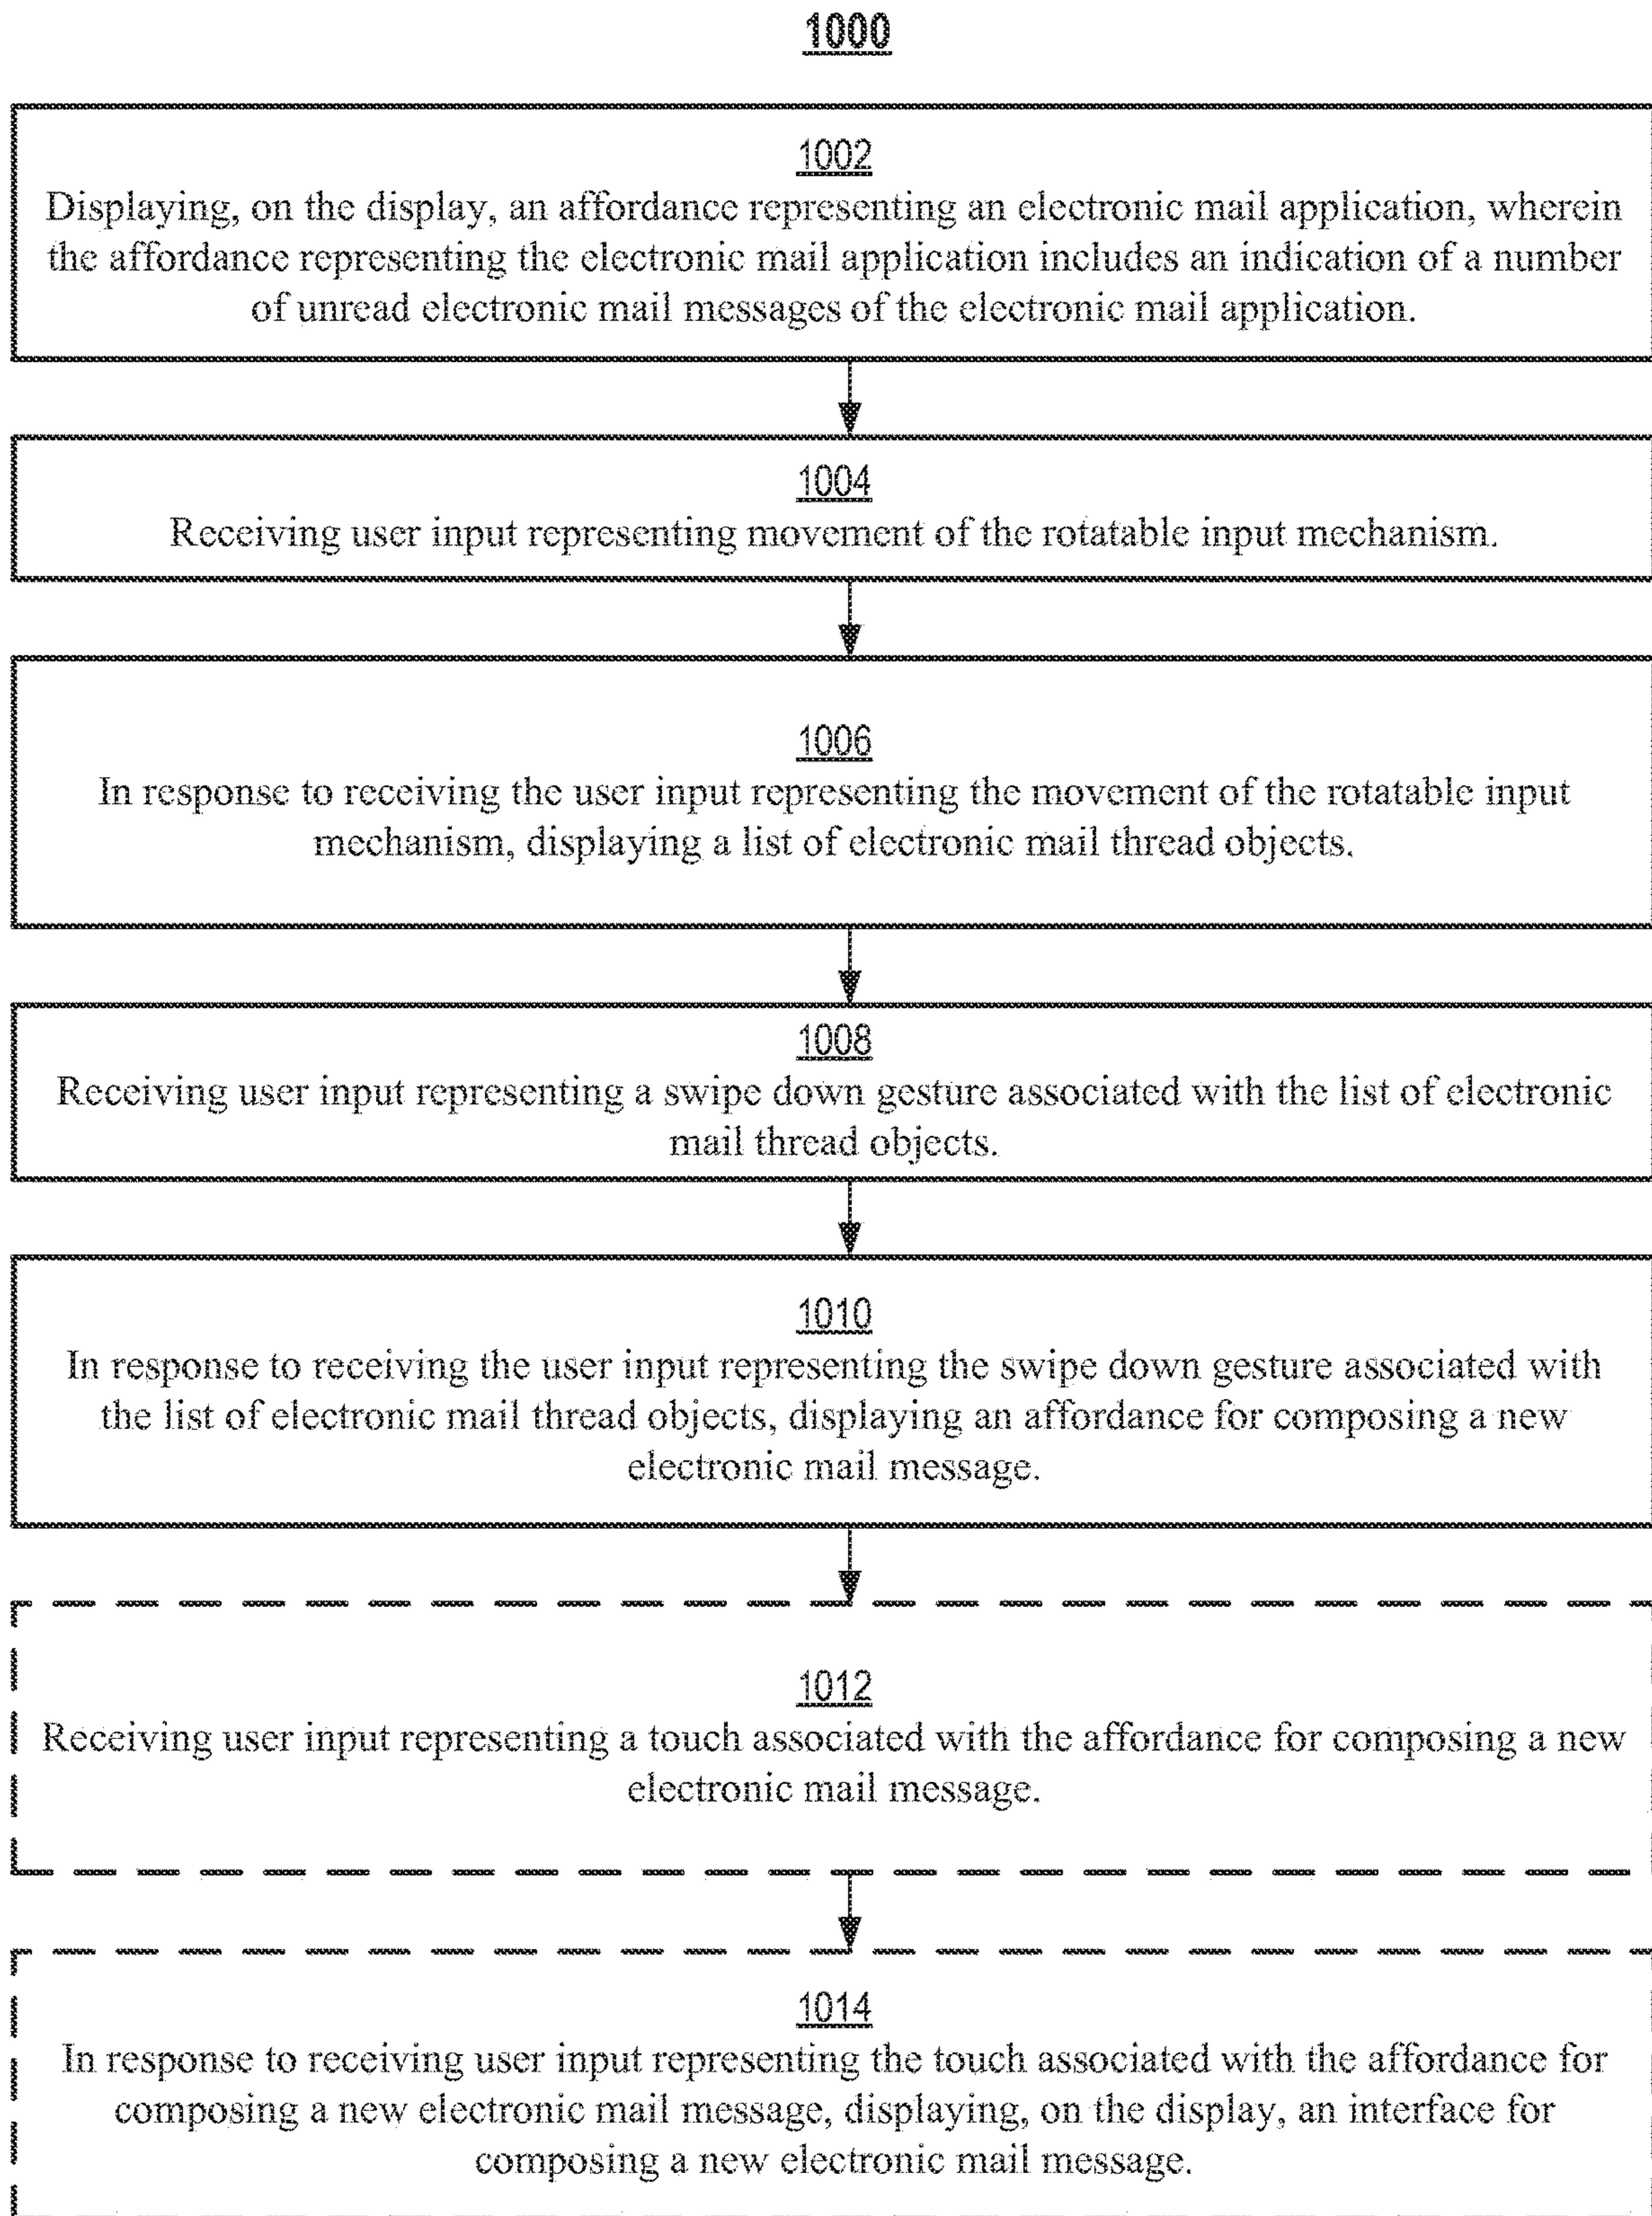 1000
1002
Displaying, on the display, an affordance representing an electronic mail application, wherein
the affordance representing the electronic mail application includes an indication of a number
of unread electronic mail messages of the electronic mail application.
1004
Receiving user input representing movement of the rotatable input mechanism.
1006
In response to receiving the user input representing the movement of the rotatable input
mechanism, displaying a list of electronic mail thread objects.
1008
Receiving user input representing a swipe down gesture associated with the list of electronic
mail thread objects.
1010
In response to receiving the user input representing the swipe down gesture associated with
the list of electronic mail thread objects, displaying an affordance for composing a new
electronic mail message.
1012
Receiving user input representing a touch associated with the affordance for composing a new
electronic mail message.
1014
In response to receiving user input representing the touch associated with the affordance for
composing a new electronic mail message, displaying, on the display, an interface for
composing a new electronic mail message.